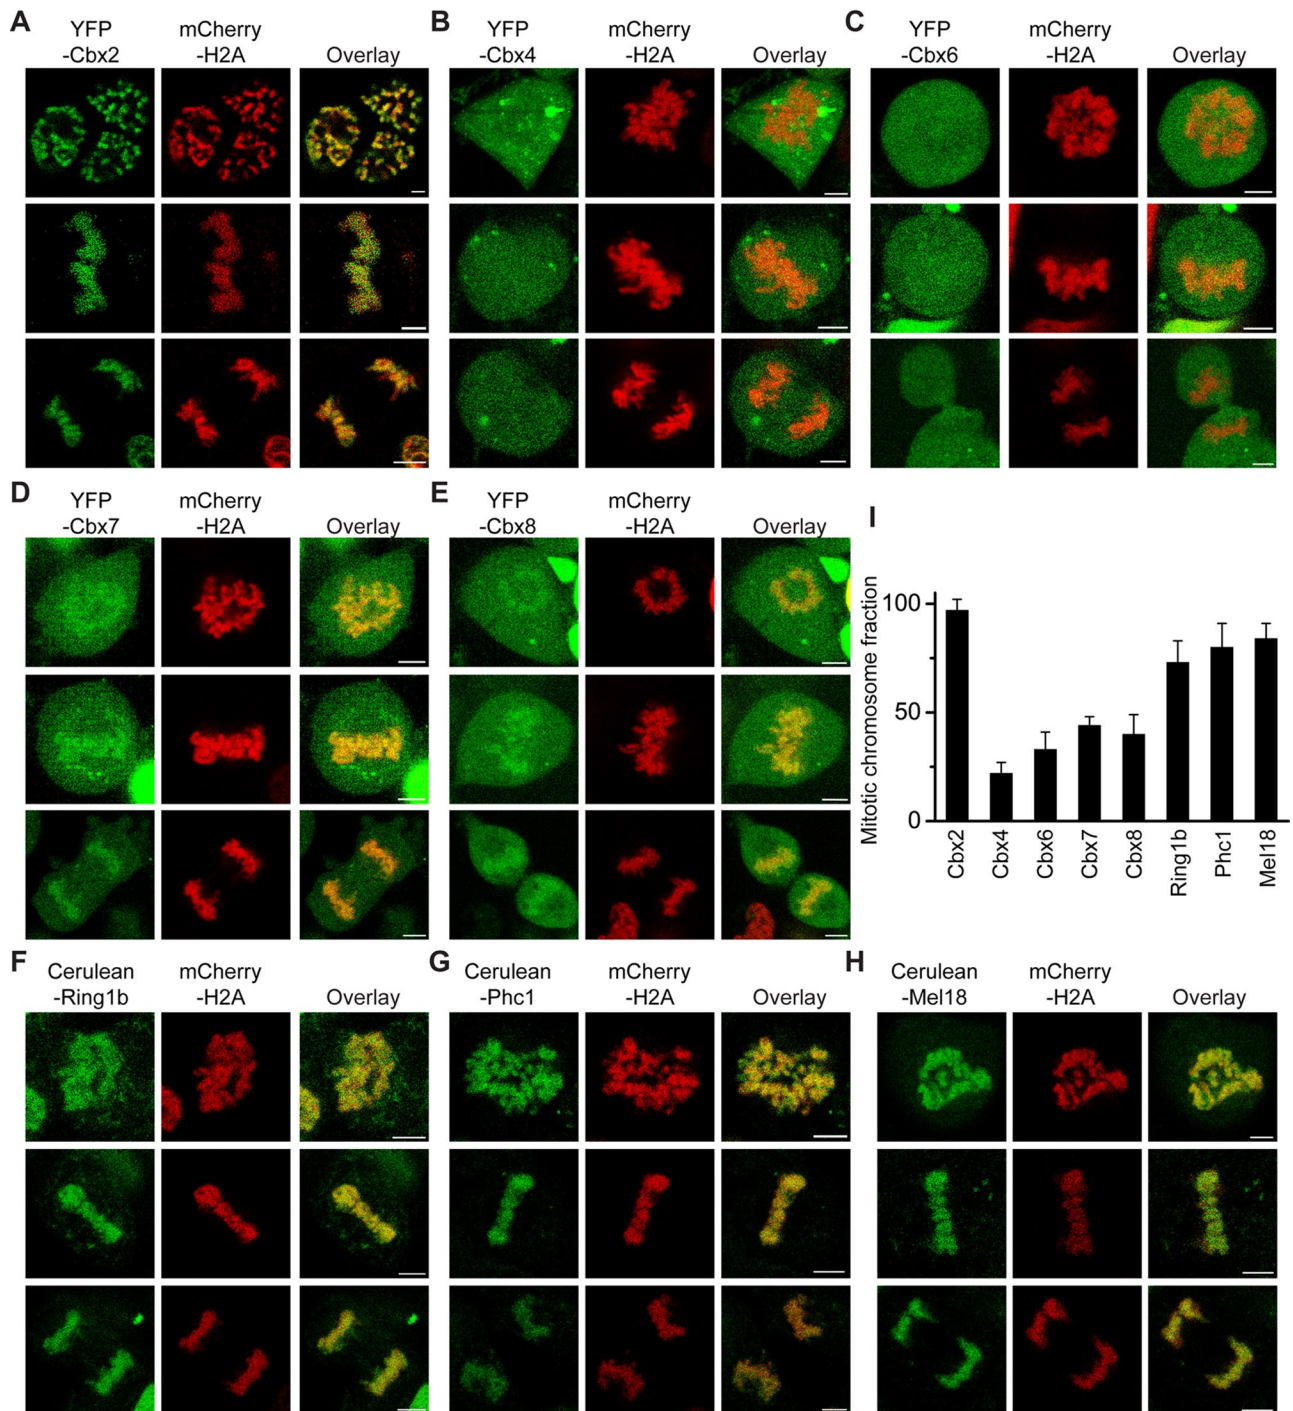 A
YFP
-Cbx2
mCherry
-H2A
Overlay
B
YFP
-Cbx4
mCherry
-H2A
Overlay
C
YFP
-Cbx6
mCherry
-H2A
Overlay
D
YFP
-Cbx7
mCherry
-H2A
Overlay
E
YFP
-Cbx8
mCherry
-H2A
Overlay
I
Mitotic chromosome fraction
100
50
0
Cbx2
Cbx4
Cbx6
Cbx7
Cbx8
Ring1b
Phc1
Mel18
F
Cerulean
-Ring1b
mCherry
-H2A
Overlay
G
Cerulean
-Phc1
mCherry
-H2A
Overlay
H
Cerulean
-Mel18
mCherry
-H2A
Overlay